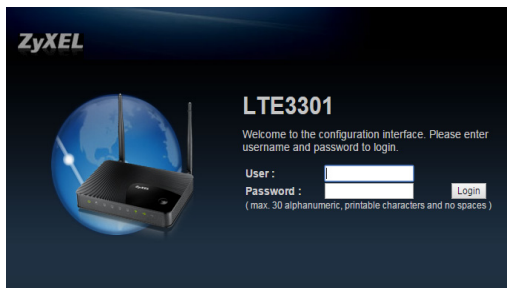 ZyXEL
LTE3301
Welcome to the configuration interface. Please enter
username and password to login.
User :
Password :
Login
( max. 30 alphanumeric, printable characters and no spaces )
ZyXEL